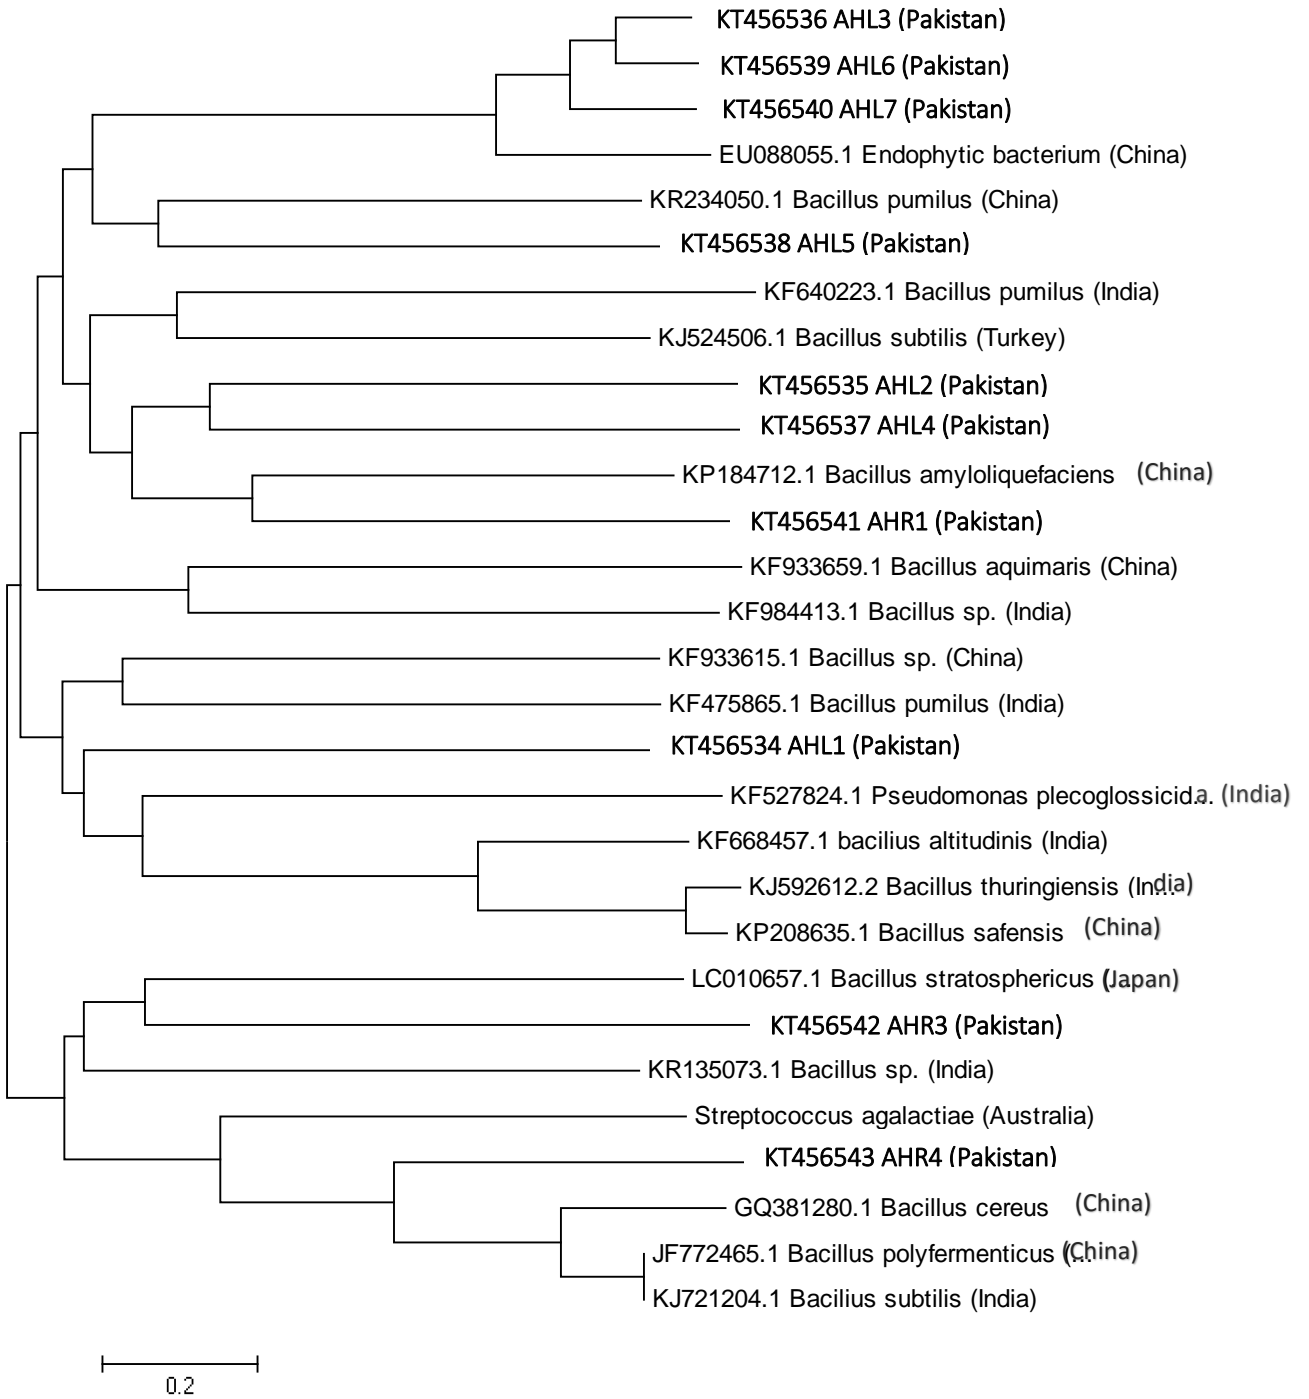 KT456536 AHL3 (Pakistan)
KT456539 AHL6 (Pakistan)
KT456540 AHL7 (Pakistan)
EU088055.1 Endophytic bacterium (China)
KR234050.1 Bacillus pumilus (China)
KT456538 AHL5 (Pakistan)
KF640223.1 Bacillus pumilus (India)
KJ524506.1 Bacillus subtilis (Turkey)
KT456535 AHL2 (Pakistan)
KT456537 AHL4 (Pakistan)
KP184712.1 Bacillus amyloliquefaciens (China)
KT456541 AHR1 (Pakistan)
KF933659.1 Bacillus aquimaris (China)
KF984413.1 Bacillus sp. (India)
KF933615.1 Bacillus sp. (China)
KF475865.1 Bacillus pumilus (India)
KT456534 AHL1 (Pakistan)
KF527824.1 Pseudomonas plecoglossicid.a. (India)
KF668457.1 bacilius altitudinis (India)
KJ592612.2 Bacillus thuringiensis (India)
KP208635.1 Bacillus safensis (China)
LC010657.1 Bacillus stratosphericus (Japan)
KT456542 AHR3 (Pakistan)
KR135073.1 Bacillus sp. (India)
Streptococcus agalactiae (Australia)
KT456543 AHR4 (Pakistan)
GQ381280.1 Bacillus cereus (China)
JF772465.1 Bacillus polyfermenticus (China)
KJ721204.1 Bacilius subtilis (India)
0.2